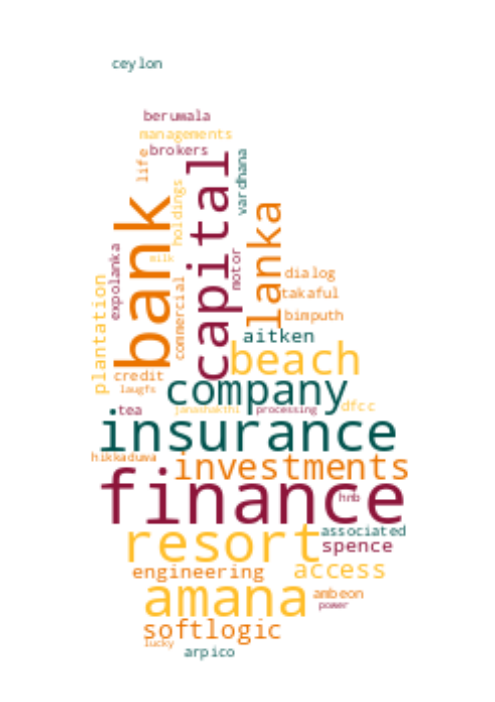 ceylon
beruwala
managements
brokers
life
vardhana
capital
holdings
bank
lanka
expolanka
motor
milk
dialog
plantation
commercial
takaful
bimputh
aitken
beach
credit
company
laugfs
tea
janashakthi
processing
dfcc
insurance
hikkaduwa
investments
finance
hnb
resort
associated
spence
engineering
access
amana
ambeon
power
softlogic
lucky
arpico